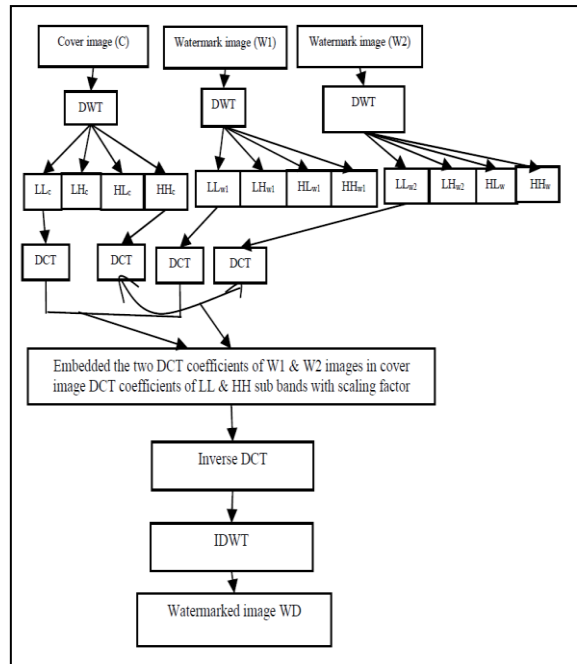 Cover image (C)
Watermark image (W1)
Watermark image (W2)
DWT
DWT
DWT
LLc
LHc
HLc
HHc
LLw1
LHw1
HLw1
HHw1
LLw2
LHw2
HLw
HHw
DCT
DCT
DCT
DCT
Embedded the two DCT coefficients of W1 & W2 images in cover
image DCT coefficients of LL & HH sub bands with scaling factor
Inverse DCT
IDWT
Watermarked image WD